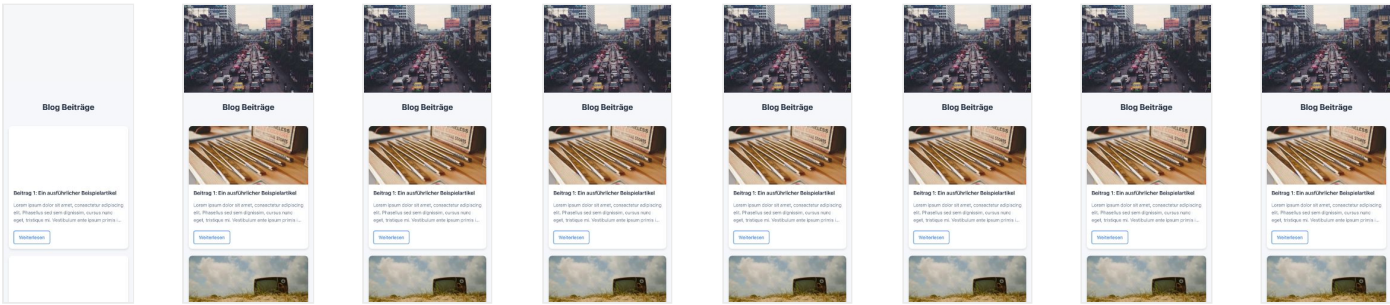 Blog Beiträge
Beitrag 1: Ein ausführlicher Beispielartikel
Lorem ipsum dolor sit amet, consectetur adipiscing
elit. Phasellus sed sem dignissim, cursus nunc
eget, tristique mi. Vestibulum ante ipsum primis i...
Weiterlesen
Blog Beiträge
Beitrag 1: Ein ausführlicher Beispielartikel
Lorem ipsum dolor sit amet, consectetur adipiscing
elit. Phasellus sed sem dignissim, cursus nunc
eget, tristique mi. Vestibulum ante ipsum primis i...
Weiterlesen
Blog Beiträge
Beitrag 1: Ein ausführlicher Beispielartikel
Lorem ipsum dolor sit amet, consectetur adipiscing
elit. Phasellus sed sem dignissim, cursus nunc
eget, tristique mi. Vestibulum ante ipsum primis i...
Weiterlesen
Blog Beiträge
Beitrag 1: Ein ausführlicher Beispielartikel
Lorem ipsum dolor sit amet, consectetur adipiscing
elit. Phasellus sed sem dignissim, cursus nunc
eget, tristique mi. Vestibulum ante ipsum primis i...
Weiterlesen
Blog Beiträge
Beitrag 1: Ein ausführlicher Beispielartikel
Lorem ipsum dolor sit amet, consectetur adipiscing
elit. Phasellus sed sem dignissim, cursus nunc
eget, tristique mi. Vestibulum ante ipsum primis i...
Weiterlesen
Blog Beiträge
Beitrag 1: Ein ausführlicher Beispielartikel
Lorem ipsum dolor sit amet, consectetur adipiscing
elit. Phasellus sed sem dignissim, cursus nunc
eget, tristique mi. Vestibulum ante ipsum primis i...
Weiterlesen
Blog Beiträge
Beitrag 1: Ein ausführlicher Beispielartikel
Lorem ipsum dolor sit amet, consectetur adipiscing
elit. Phasellus sed sem dignissim, cursus nunc
eget, tristique mi. Vestibulum ante ipsum primis i...
Weiterlesen
Blog Beiträge
Beitrag 1: Ein ausführlicher Beispielartikel
Lorem ipsum dolor sit amet, consectetur adipiscing
elit. Phasellus sed sem dignissim, cursus nunc
eget, tristique mi. Vestibulum ante ipsum primis i...
Weiterlesen